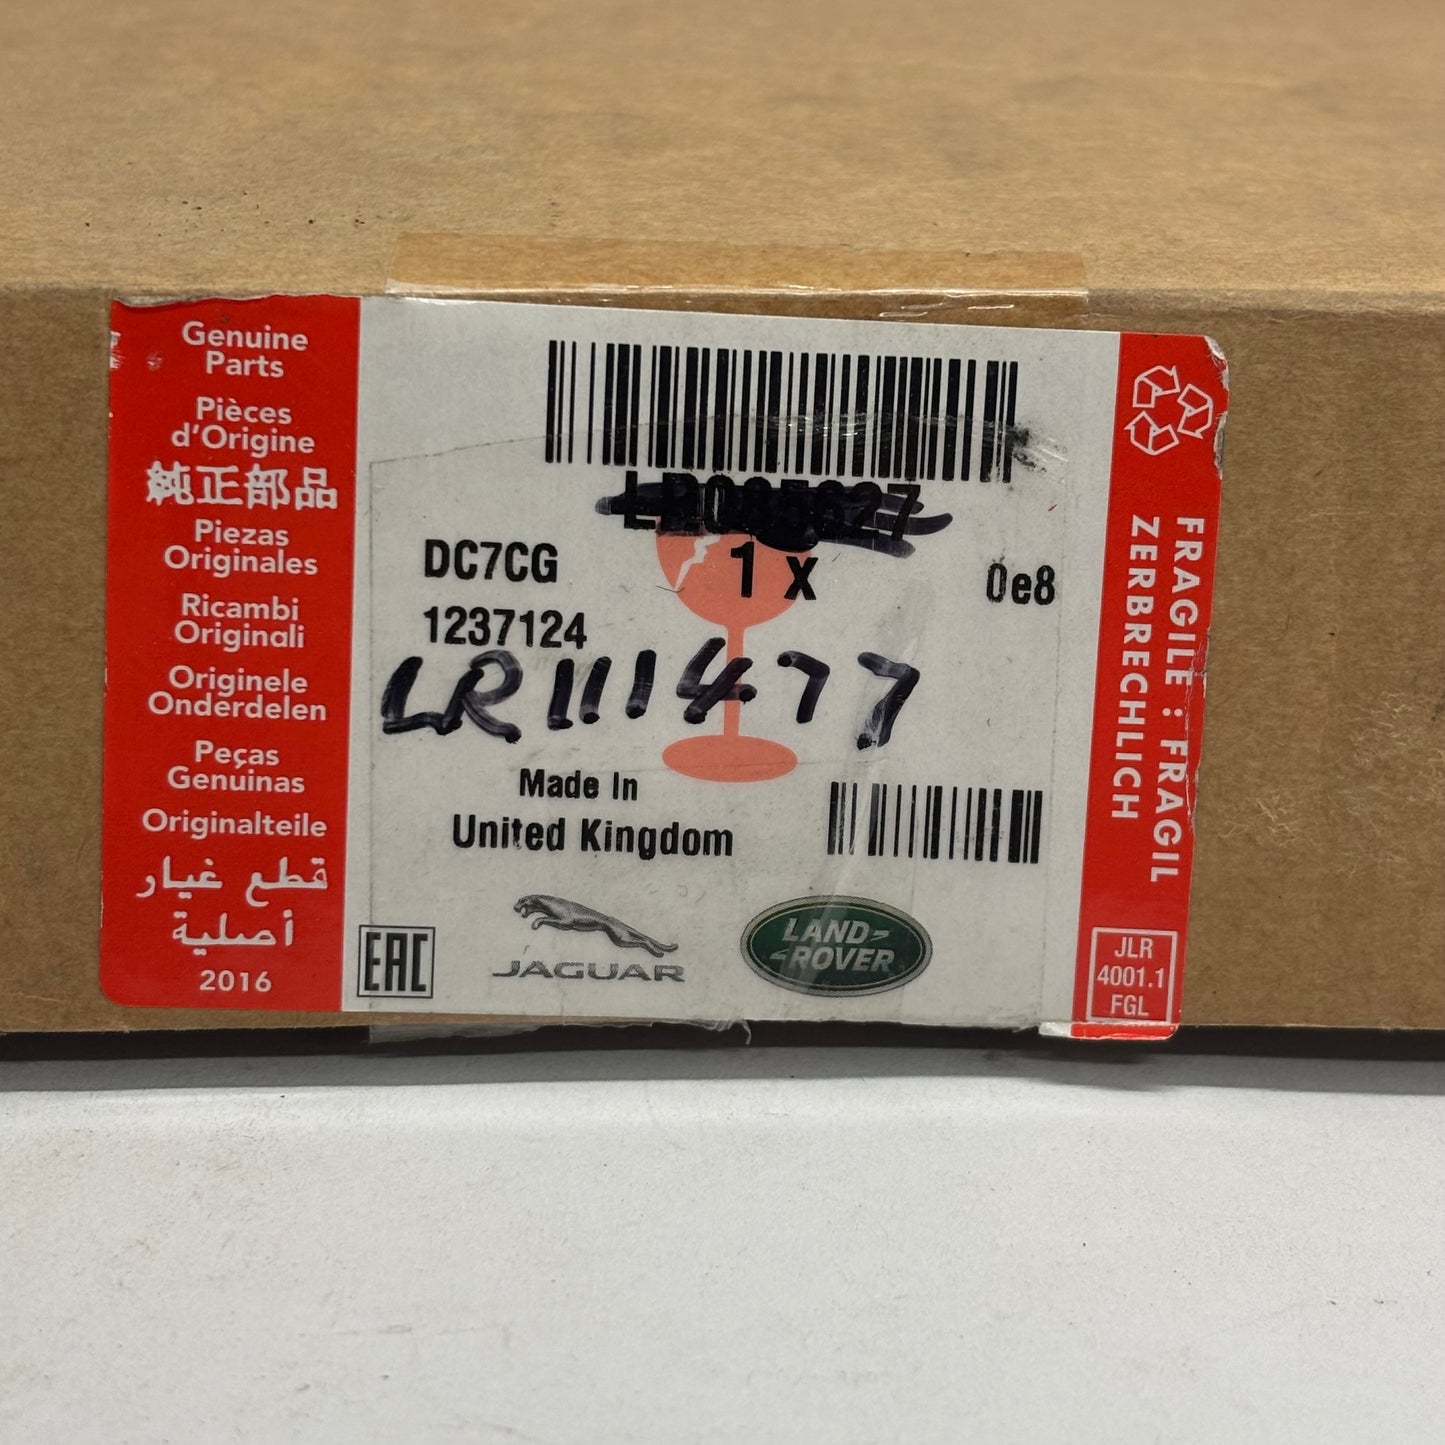 Genuine
Parts
Pièces
d'Origine
純正部品
Piezas
Originales
Ricambi
Originali
Originele
Onderdelen
Peças
Genuinas
Originalteile
قطع غيار
أصلية
2016
DC7CG
1 x
0e8
1237124
LR111477
Made In
United Kingdom
EAC
JAGUAR
LAND-
-ROVER
FRAGILE : FRAGIL
ZERBRECHLICH
JLR
4001.1
FGL